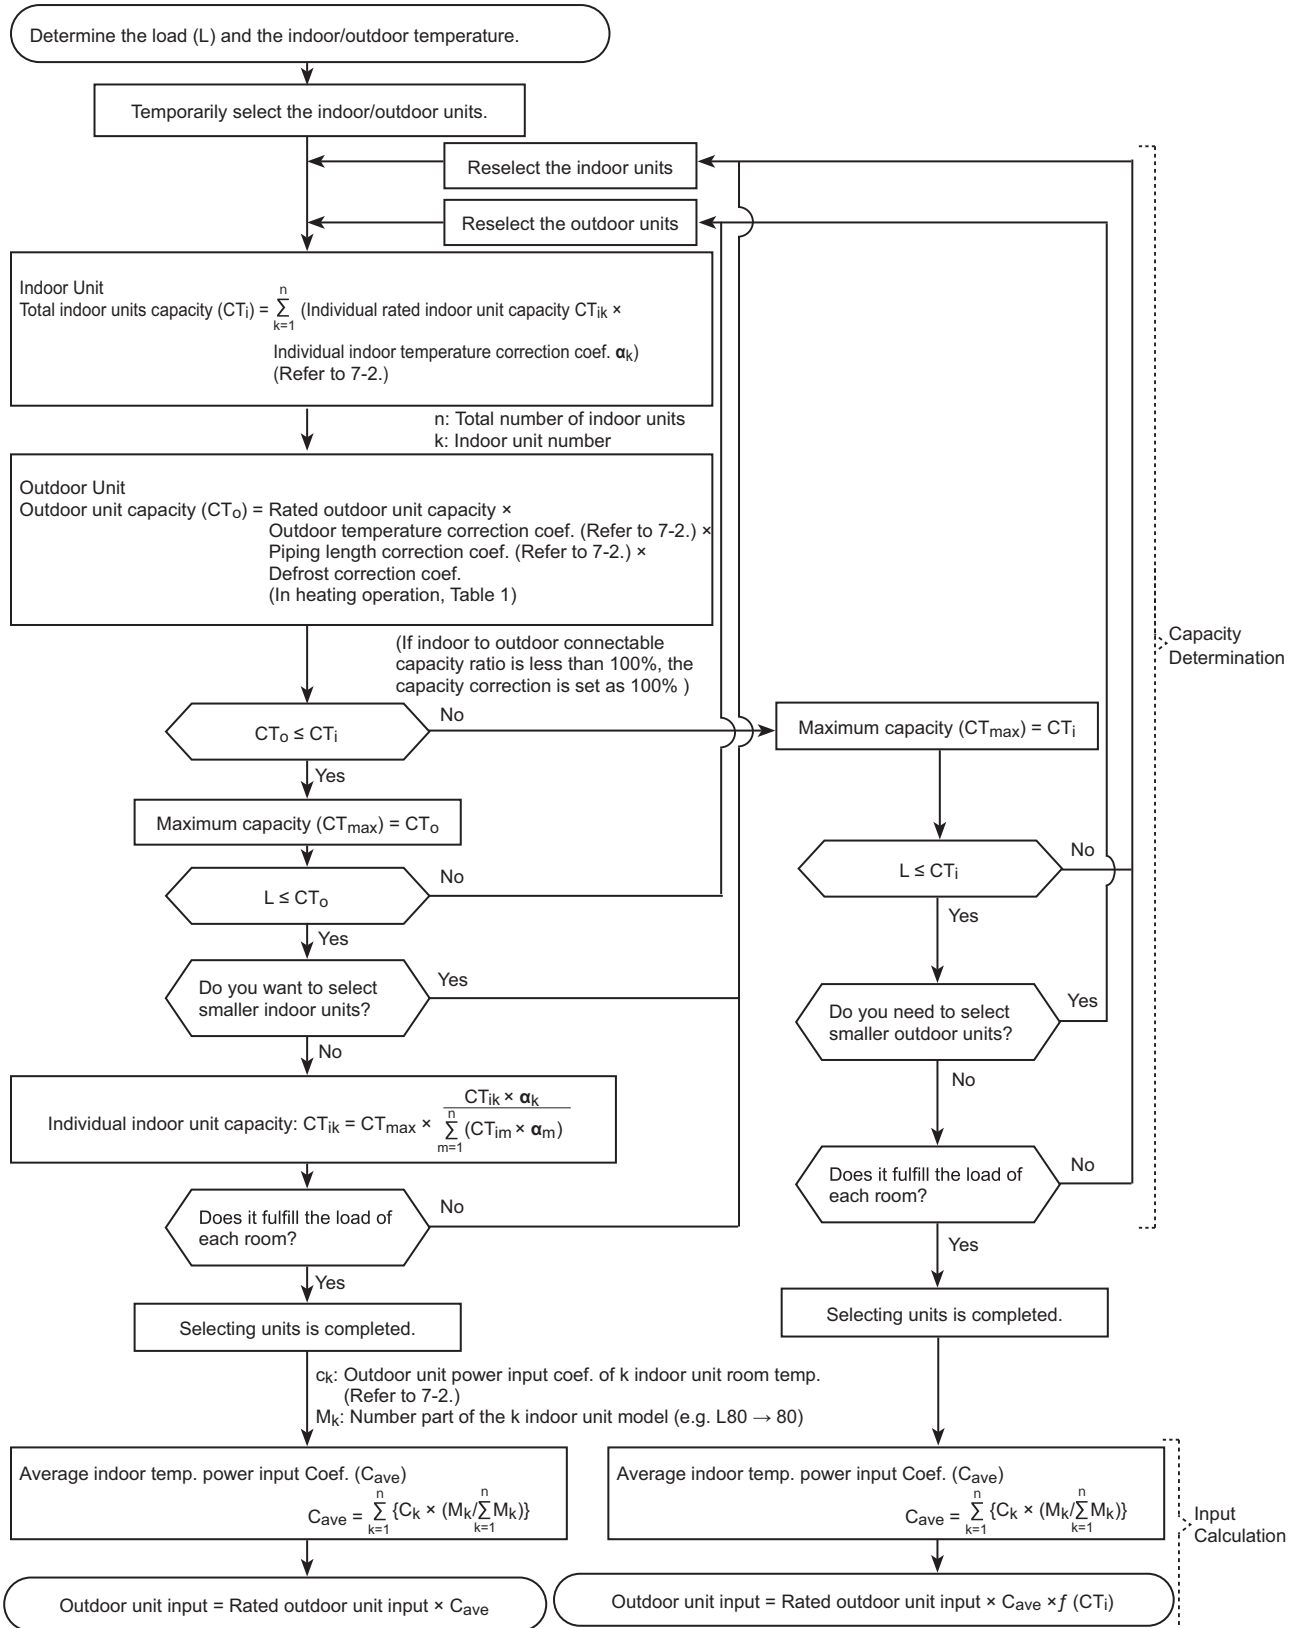 Determine the load (L) and the indoor/outdoor temperature.
Temporarily select the indoor/outdoor units.
Reselect the indoor units
Reselect the outdoor units
Indoor Unit
Total indoor units capacity (CTi) = n Σ k=1 (Individual rated indoor unit capacity CTik ×
Individual indoor temperature correction coef. αk)
(Refer to 7-2.)
n: Total number of indoor units
k: Indoor unit number
Outdoor Unit
Outdoor unit capacity (CTo) = Rated outdoor unit capacity ×
Outdoor temperature correction coef. (Refer to 7-2.) ×
Piping length correction coef. (Refer to 7-2.) ×
Defrost correction coef.
(In heating operation, Table 1)
(If indoor to outdoor connectable
capacity ratio is less than 100%, the
capacity correction is set as 100% )
CTo ≤ CTi
No
Yes
Maximum capacity (CTmax) = CTo
L ≤ CTo
No
Yes
Do you want to select
smaller indoor units?
Yes
No
Individual indoor unit capacity: CTik = CTmax × CTik × αk / n Σ m=1 (CTim × αm)
Does it fulfill the load of
each room?
No
Yes
Selecting units is completed.
Maximum capacity (CTmax) = CTi
L ≤ CTi
No
Yes
Do you need to select
smaller outdoor units?
Yes
No
Does it fulfill the load of
each room?
No
Yes
Selecting units is completed.
Capacity
Determination
ck: Outdoor unit power input coef. of k indoor unit room temp.
(Refer to 7-2.)
Mk: Number part of the k indoor unit model (e.g. L80 → 80)
Average indoor temp. power input Coef. (Cave)
Cave = n Σ k=1 {Ck × (Mk/ n Σ k=1 Mk)}
Outdoor unit input = Rated outdoor unit input × Cave
Average indoor temp. power input Coef. (Cave)
Cave = n Σ k=1 {Ck × (Mk/ n Σ k=1 Mk)}
Outdoor unit input = Rated outdoor unit input × Cave × f (CTi)
Input
Calculation